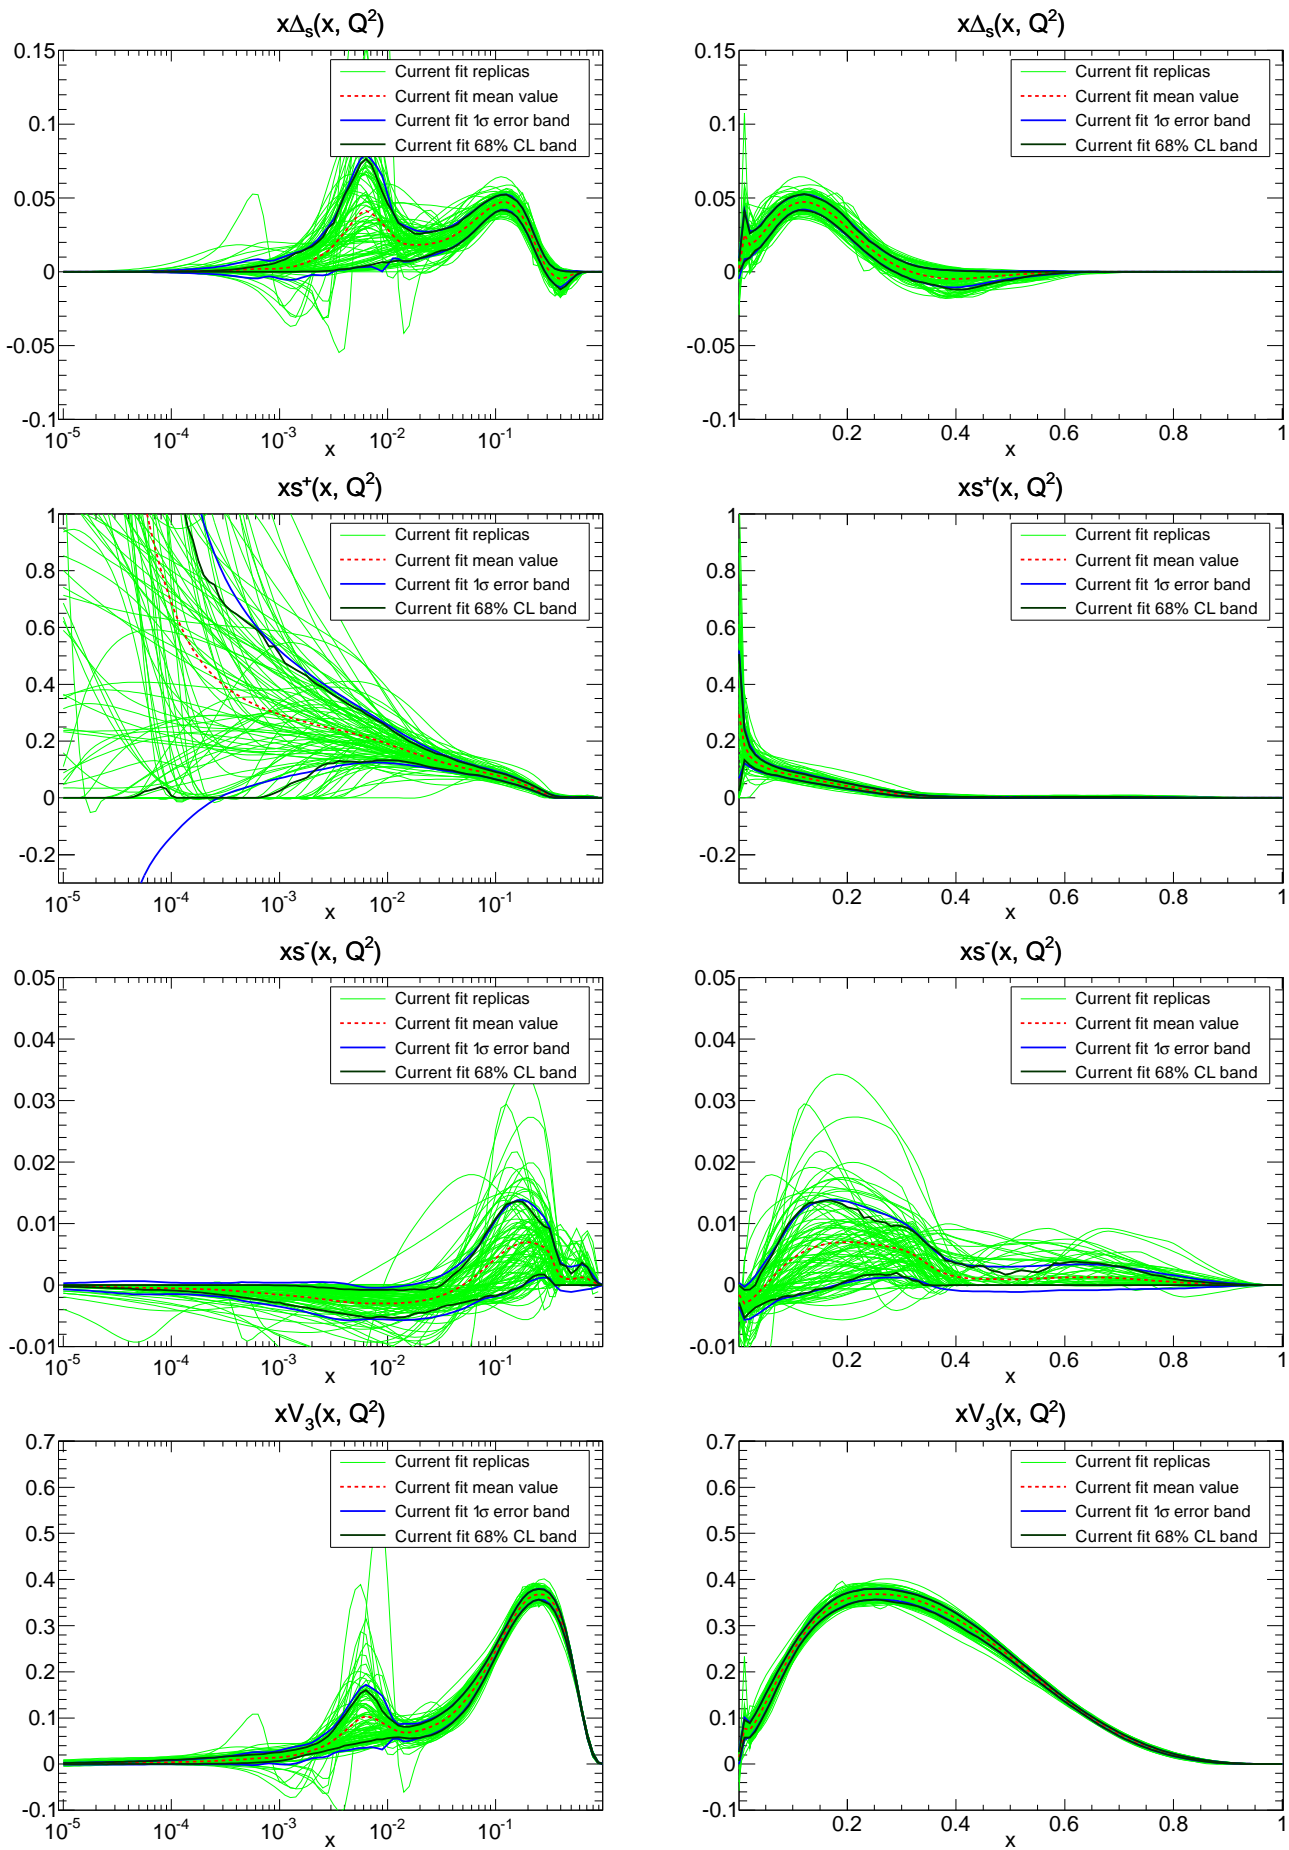 xΔs(x, Q²)
0.15
0.1
0.05
0
-0.05
-0.1
Current fit replicas
Current fit mean value
Current fit 1σ error band
Current fit 68% CL band
10⁻⁵ 10⁻⁴ 10⁻³ 10⁻² 10⁻¹
x
xΔs(x, Q²)
0.15
0.1
0.05
0
-0.05
-0.1
Current fit replicas
Current fit mean value
Current fit 1σ error band
Current fit 68% CL band
0.2 0.4 0.6 0.8 1
x
xs⁺(x, Q²)
1
0.8
0.6
0.4
0.2
0
-0.2
Current fit replicas
Current fit mean value
Current fit 1σ error band
Current fit 68% CL band
10⁻⁵ 10⁻⁴ 10⁻³ 10⁻² 10⁻¹
x
xs⁺(x, Q²)
1
0.8
0.6
0.4
0.2
0
-0.2
Current fit replicas
Current fit mean value
Current fit 1σ error band
Current fit 68% CL band
0.2 0.4 0.6 0.8 1
x
xs⁻(x, Q²)
0.05
0.04
0.03
0.02
0.01
0
-0.01
Current fit replicas
Current fit mean value
Current fit 1σ error band
Current fit 68% CL band
10⁻⁵ 10⁻⁴ 10⁻³ 10⁻² 10⁻¹
x
xs⁻(x, Q²)
0.05
0.04
0.03
0.02
0.01
0
-0.01
Current fit replicas
Current fit mean value
Current fit 1σ error band
Current fit 68% CL band
0.2 0.4 0.6 0.8 1
x
xV₃(x, Q²)
0.7
0.6
0.5
0.4
0.3
0.2
0.1
0
-0.1
Current fit replicas
Current fit mean value
Current fit 1σ error band
Current fit 68% CL band
10⁻⁵ 10⁻⁴ 10⁻³ 10⁻² 10⁻¹
x
xV₃(x, Q²)
0.7
0.6
0.5
0.4
0.3
0.2
0.1
0
-0.1
Current fit replicas
Current fit mean value
Current fit 1σ error band
Current fit 68% CL band
0.2 0.4 0.6 0.8 1
x